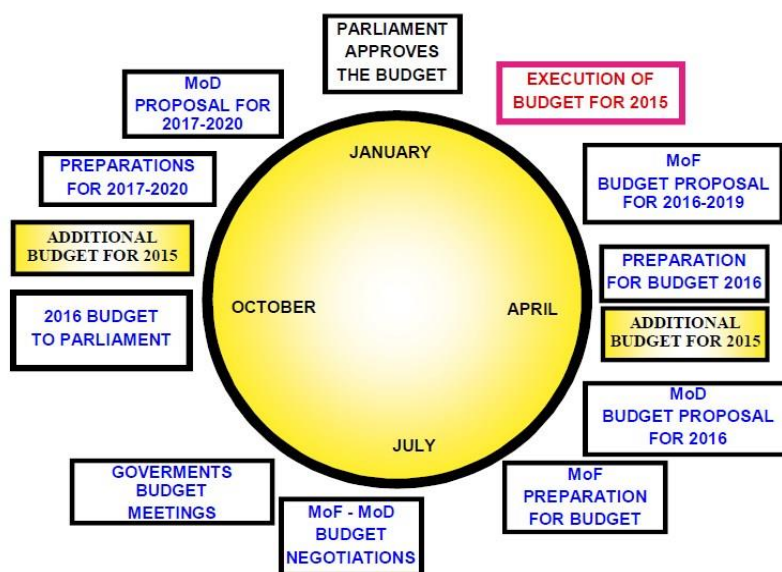 PARLIAMENT
APPROVES
THE BUDGET
EXECUTION OF
BUDGET FOR 2015
MoF
BUDGET PROPOSAL
FOR 2016-2019
PREPARATION
FOR BUDGET 2016
ADDITIONAL
BUDGET FOR 2015
MoD
BUDGET PROPOSAL
FOR 2016
MoF
PREPARATION
FOR BUDGET
MoF - MoD
BUDGET
NEGOTIATIONS
GOVERMENTS
BUDGET
MEETINGS
2016 BUDGET
TO PARLIAMENT
ADDITIONAL
BUDGET FOR 2015
PREPARATIONS
FOR 2017-2020
MoD
PROPOSAL FOR
2017-2020
JANUARY
APRIL
JULY
OCTOBER